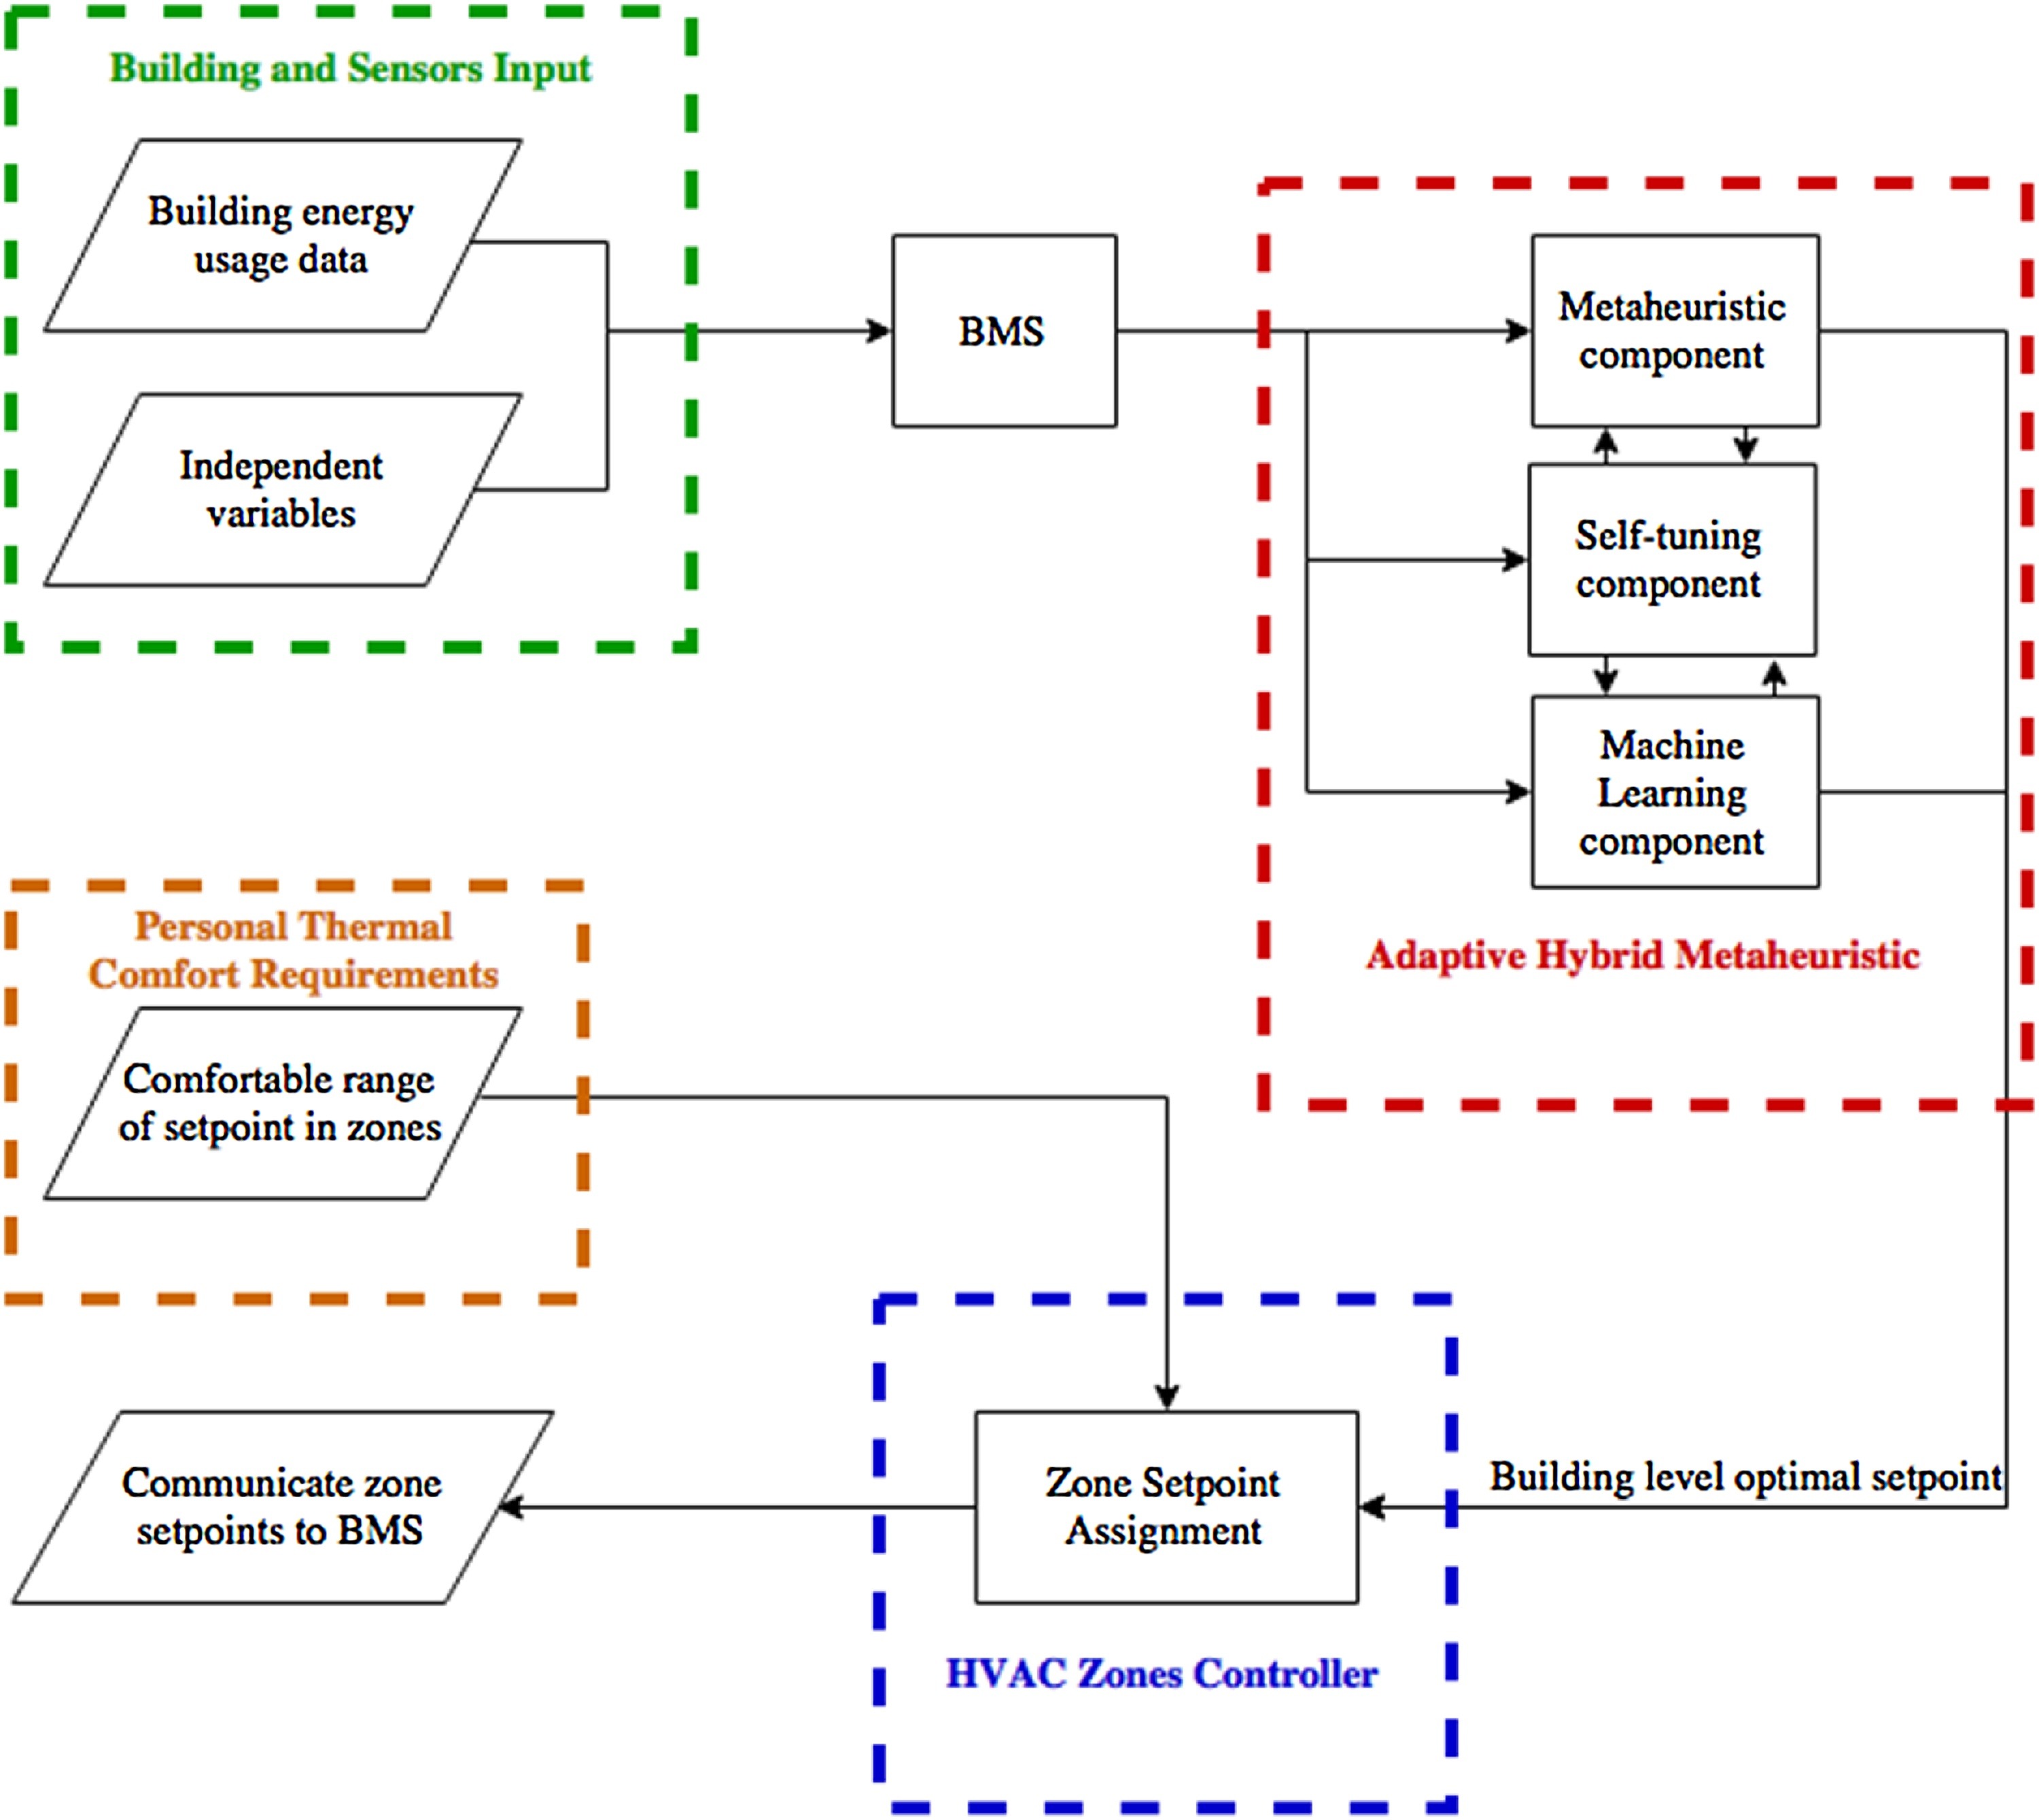 Building and Sensors Input
Building energy
usage data
Independent
variables
BMS
Metaheuristic
component
Self-tuning
component
Machine
Learning
component
Adaptive Hybrid Metaheuristic
Personal Thermal
Comfort Requirements
Comfortable range
of setpoint in zones
Communicate zone
setpoints to BMS
Zone Setpoint
Assignment
Building level optimal setpoint
HVAC Zones Controller